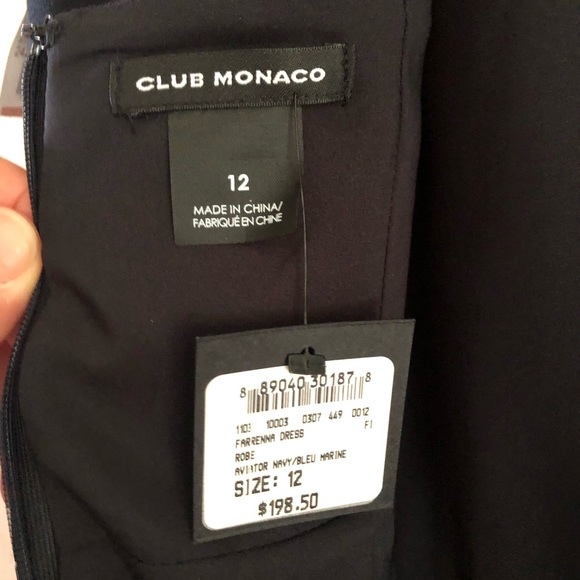 CLUB MONACO
12
MADE IN CHINA/
FABRIQUÉ EN CHINE
8 89040 30187 8
1103 10003 0307 449 0012
FARRENNA DRESS FI
ROBE
AVIATOR NAVY/BLEU MARINE
SIZE: 12
$198.50